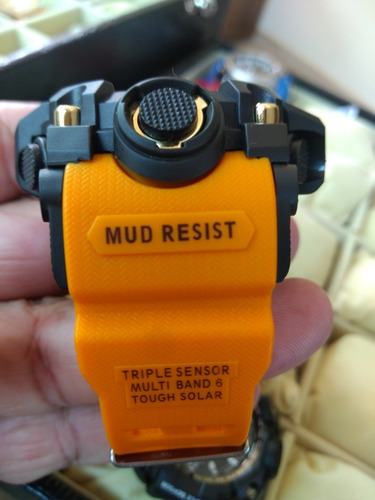 MUD RESIST
TRIPLE SENSOR
MULTI BAND 6
TOUGH SOLAR